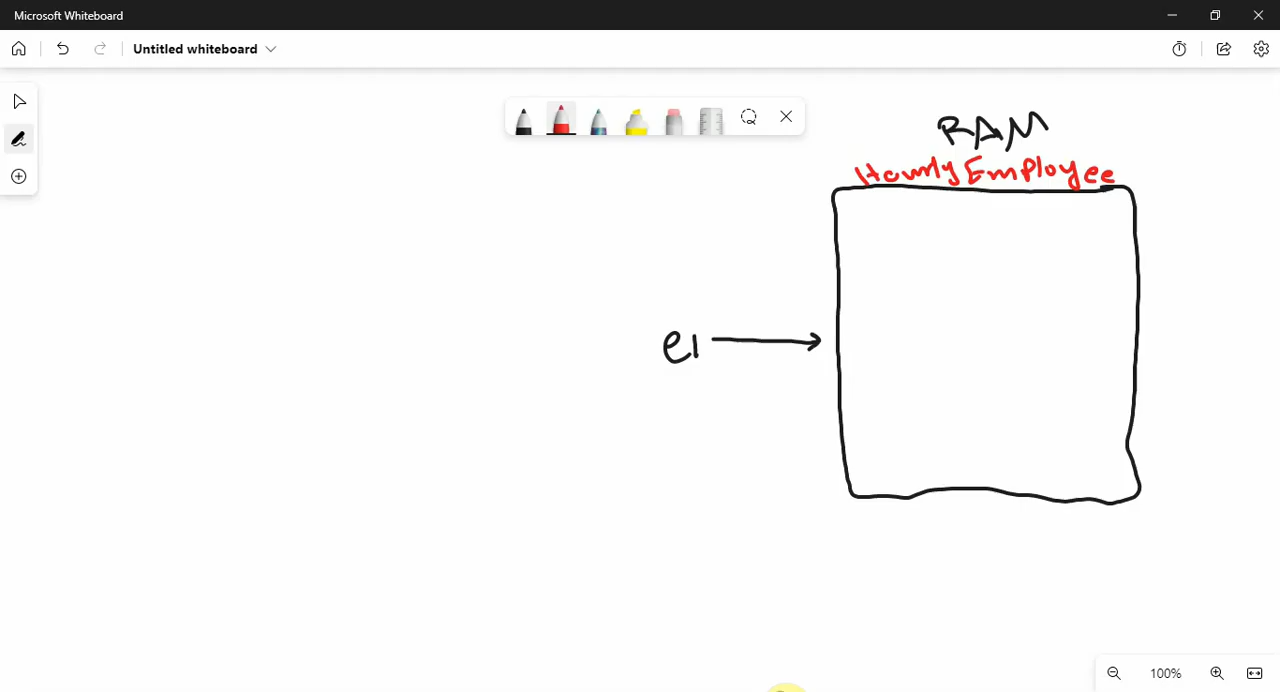 Microsoft Whiteboard
Untitled whiteboard
RAM
HourlyEmployee
e1
100%